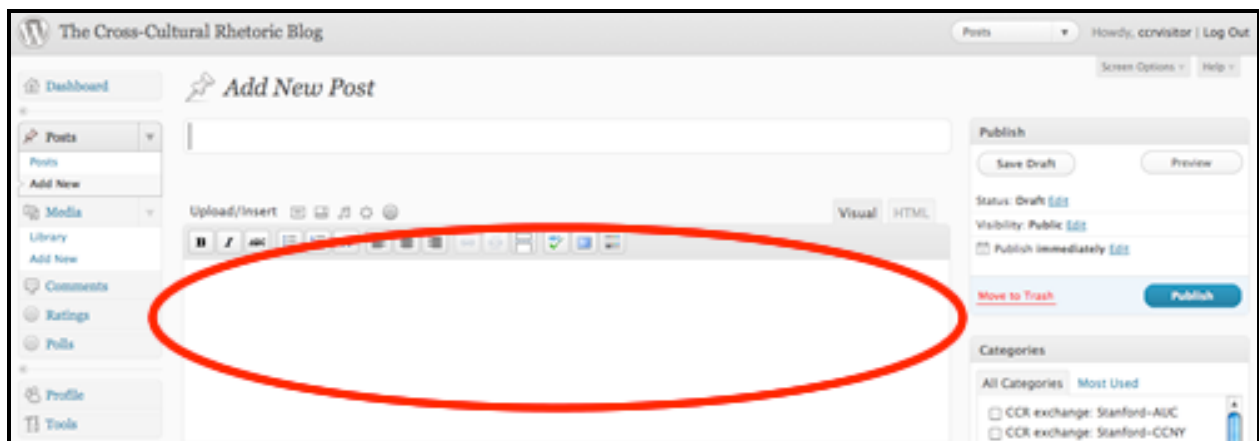 The Cross-Cultural Rhetoric Blog
Posts
Howdy, ccrvisitor | Log Out
Screen Options
Help
Dashboard
Add New Post
Posts
Posts
Add New
Media
Library
Add New
Comments
Ratings
Polls
Profile
Tools
Upload/Insert
Visual
HTML
B I ABC
Publish
Save Draft
Preview
Status: Draft Edit
Visibility: Public Edit
Publish immediately Edit
Move to Trash
Publish
Categories
All Categories
Most Used
CCR exchange: Stanford-AUC
CCR exchange: Stanford-CCNY